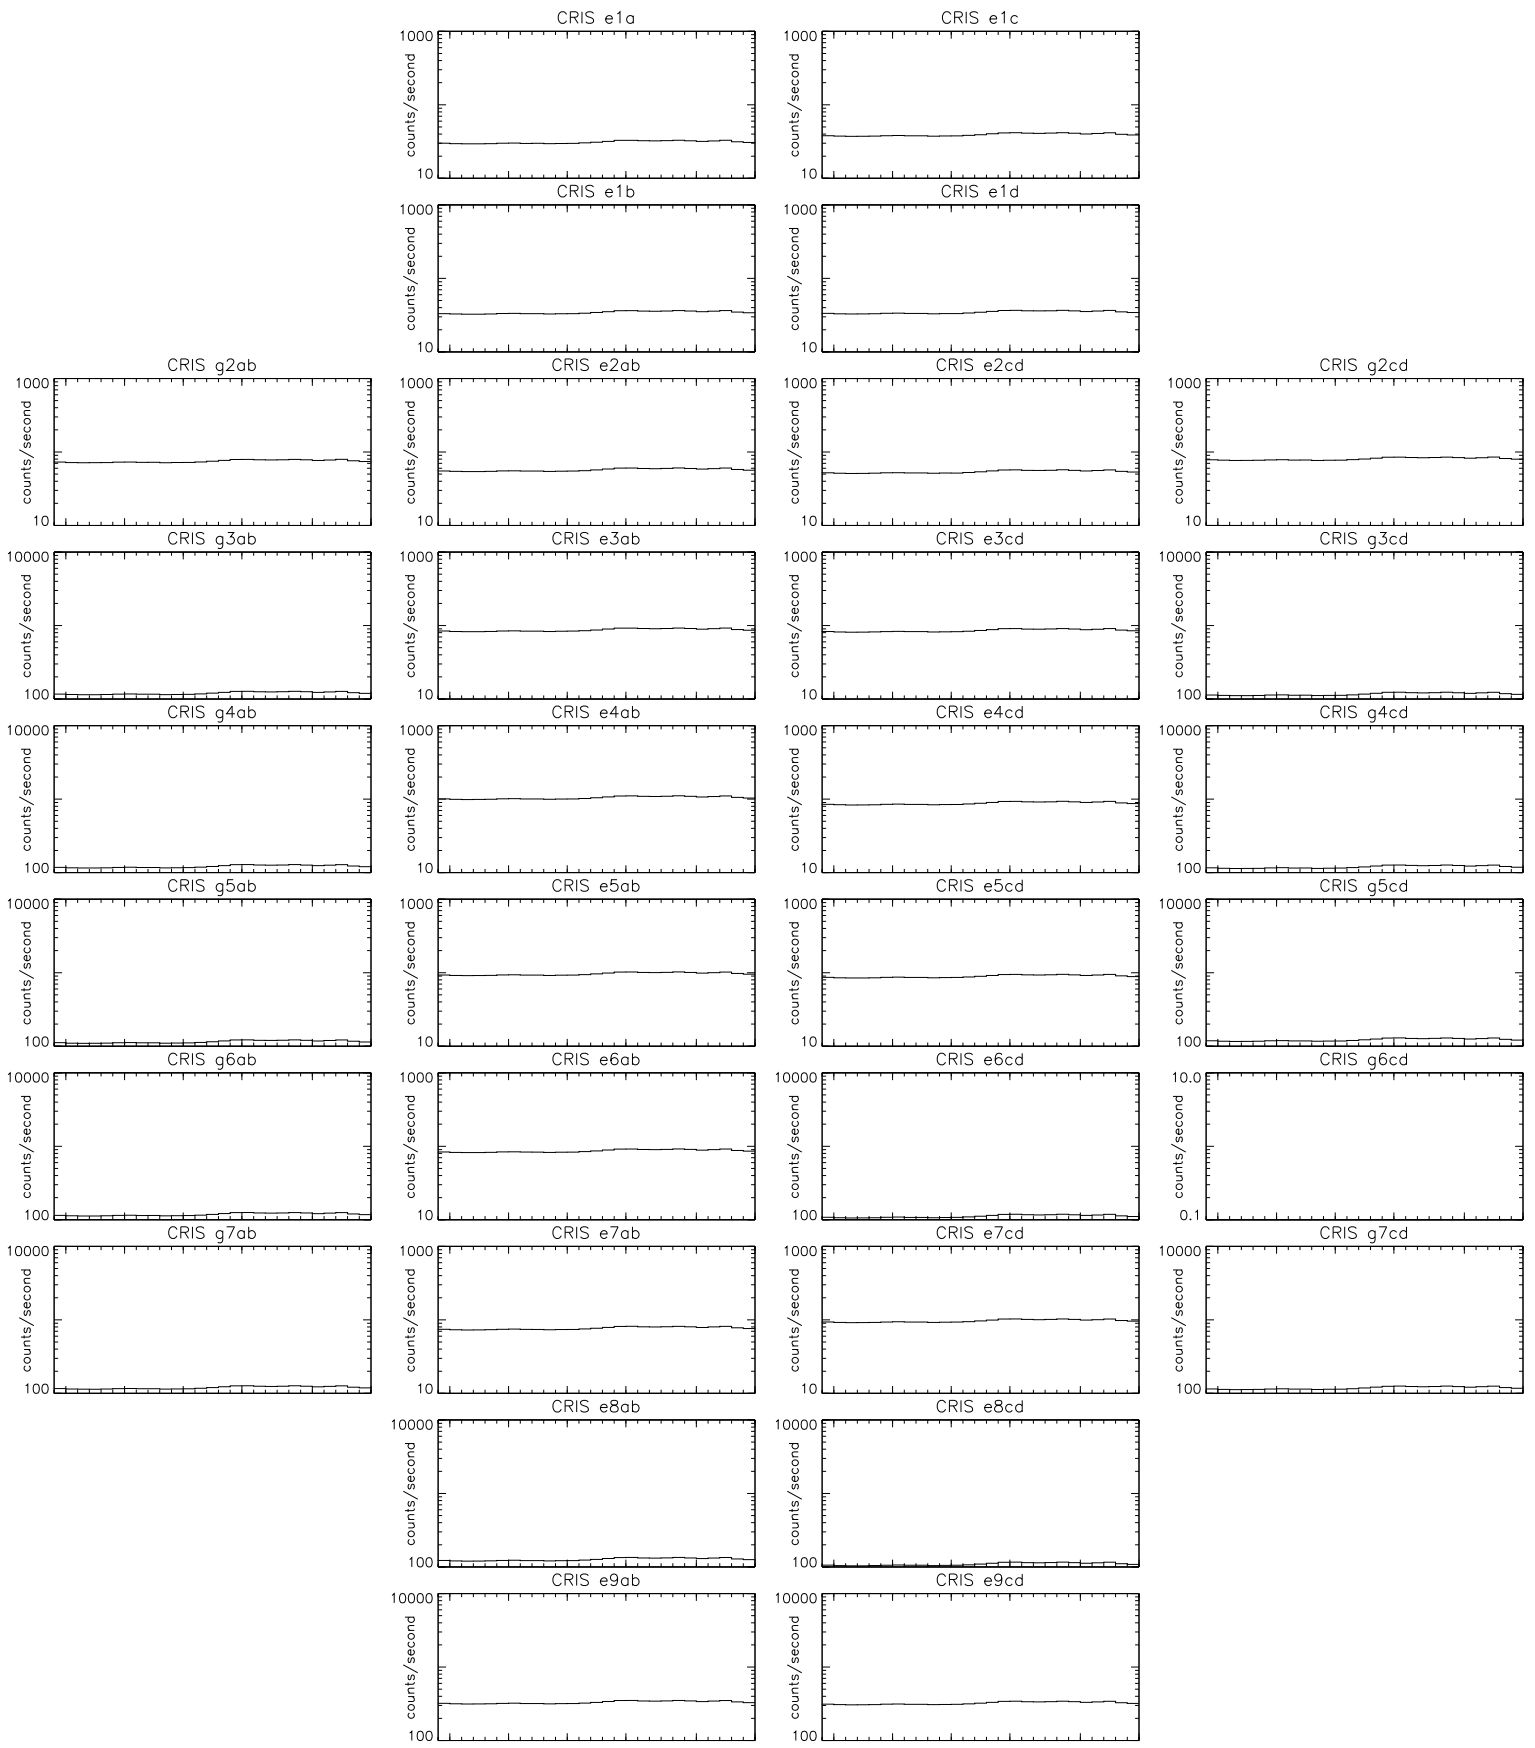 CRIS e1a
1000
counts/second
10
CRIS e1c
1000
counts/second
10
CRIS e1b
1000
counts/second
10
CRIS e1d
1000
counts/second
10
CRIS g2ab
1000
counts/second
10
CRIS e2ab
1000
counts/second
10
CRIS e2cd
1000
counts/second
10
CRIS g2cd
1000
counts/second
10
CRIS g3ab
10000
counts/second
100
CRIS e3ab
1000
counts/second
10
CRIS e3cd
1000
counts/second
10
CRIS g3cd
10000
counts/second
100
CRIS g4ab
10000
counts/second
100
CRIS e4ab
1000
counts/second
10
CRIS e4cd
1000
counts/second
10
CRIS g4cd
10000
counts/second
100
CRIS g5ab
10000
counts/second
100
CRIS e5ab
1000
counts/second
10
CRIS e5cd
1000
counts/second
10
CRIS g5cd
10000
counts/second
100
CRIS g6ab
10000
counts/second
100
CRIS e6ab
1000
counts/second
10
CRIS e6cd
10000
counts/second
100
CRIS g6cd
10.0
counts/second
0.1
CRIS g7ab
10000
counts/second
100
CRIS e7ab
1000
counts/second
10
CRIS e7cd
1000
counts/second
10
CRIS g7cd
10000
counts/second
100
CRIS e8ab
10000
counts/second
100
CRIS e8cd
10000
counts/second
100
CRIS e9ab
10000
counts/second
100
CRIS e9cd
10000
counts/second
100